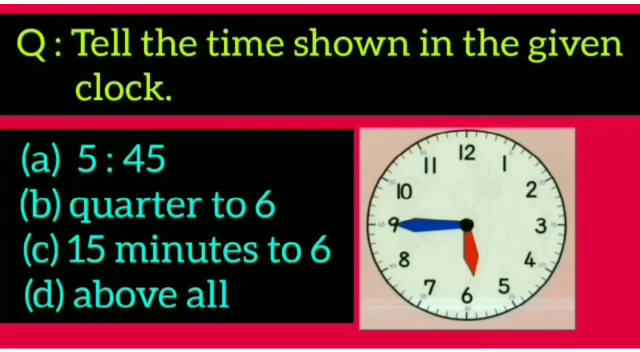 Q: Tell the time shown in the given
clock.
(a) 5:45
(b) quarter to 6
(c) 15 minutes to 6
(d) above all
12
11
1
10
2
9
3
8
4
7
5
6